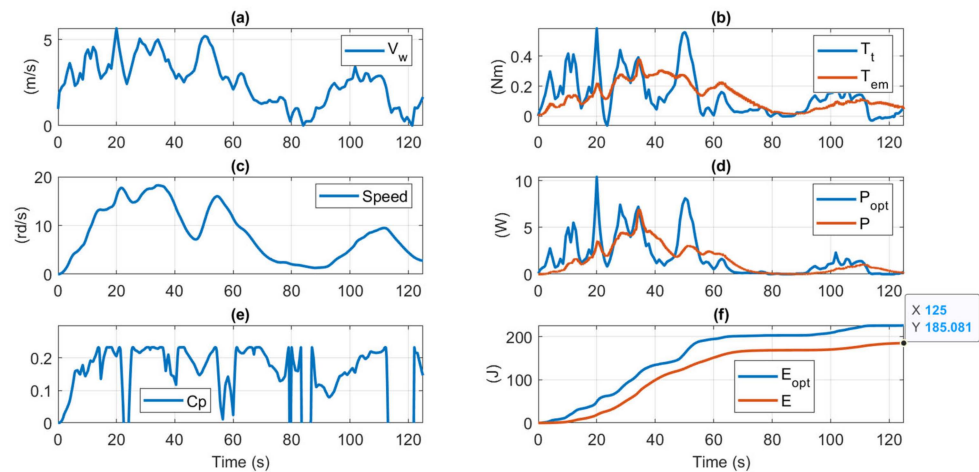 (a)
(m/s)
5
0
0 20 40 60 80 100 120
V_w
(b)
(Nm)
0.4
0.2
0
0 20 40 60 80 100 120
T_t
T_em
(c)
(rd/s)
20
10
0
0 20 40 60 80 100 120
Speed
(d)
(W)
10
5
0
0 20 40 60 80 100 120
P_opt
P
(e)
0.2
0.1
0
0 20 40 60 80 100 120
Time (s)
Cp
(f)
(J)
200
100
0
0 20 40 60 80 100 120
Time (s)
E_opt
E
X 125
Y 185.081